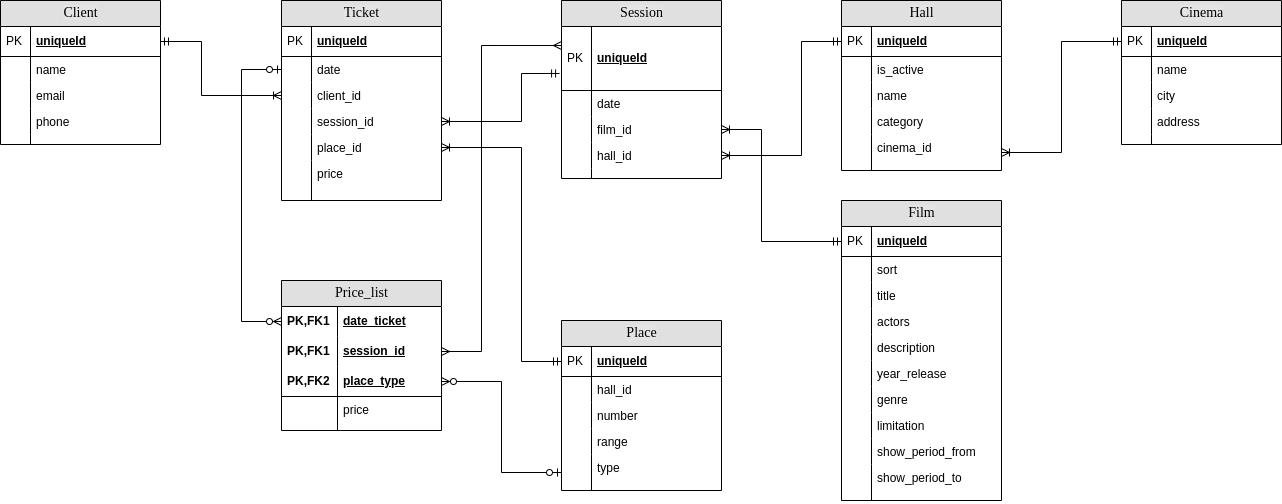 Client
PK uniqueId
name
email
phone
Ticket
PK uniqueId
date
client_id
session_id
place_id
price
Session
PK uniqueId
date
film_id
hall_id
Hall
PK uniqueId
is_active
name
category
cinema_id
Cinema
PK uniqueId
name
city
address
Price_list
PK,FK1 date_ticket
PK,FK1 session_id
PK,FK2 place_type
price
Place
PK uniqueId
hall_id
number
range
type
Film
PK uniqueId
sort
title
actors
description
year_release
genre
limitation
show_period_from
show_period_to